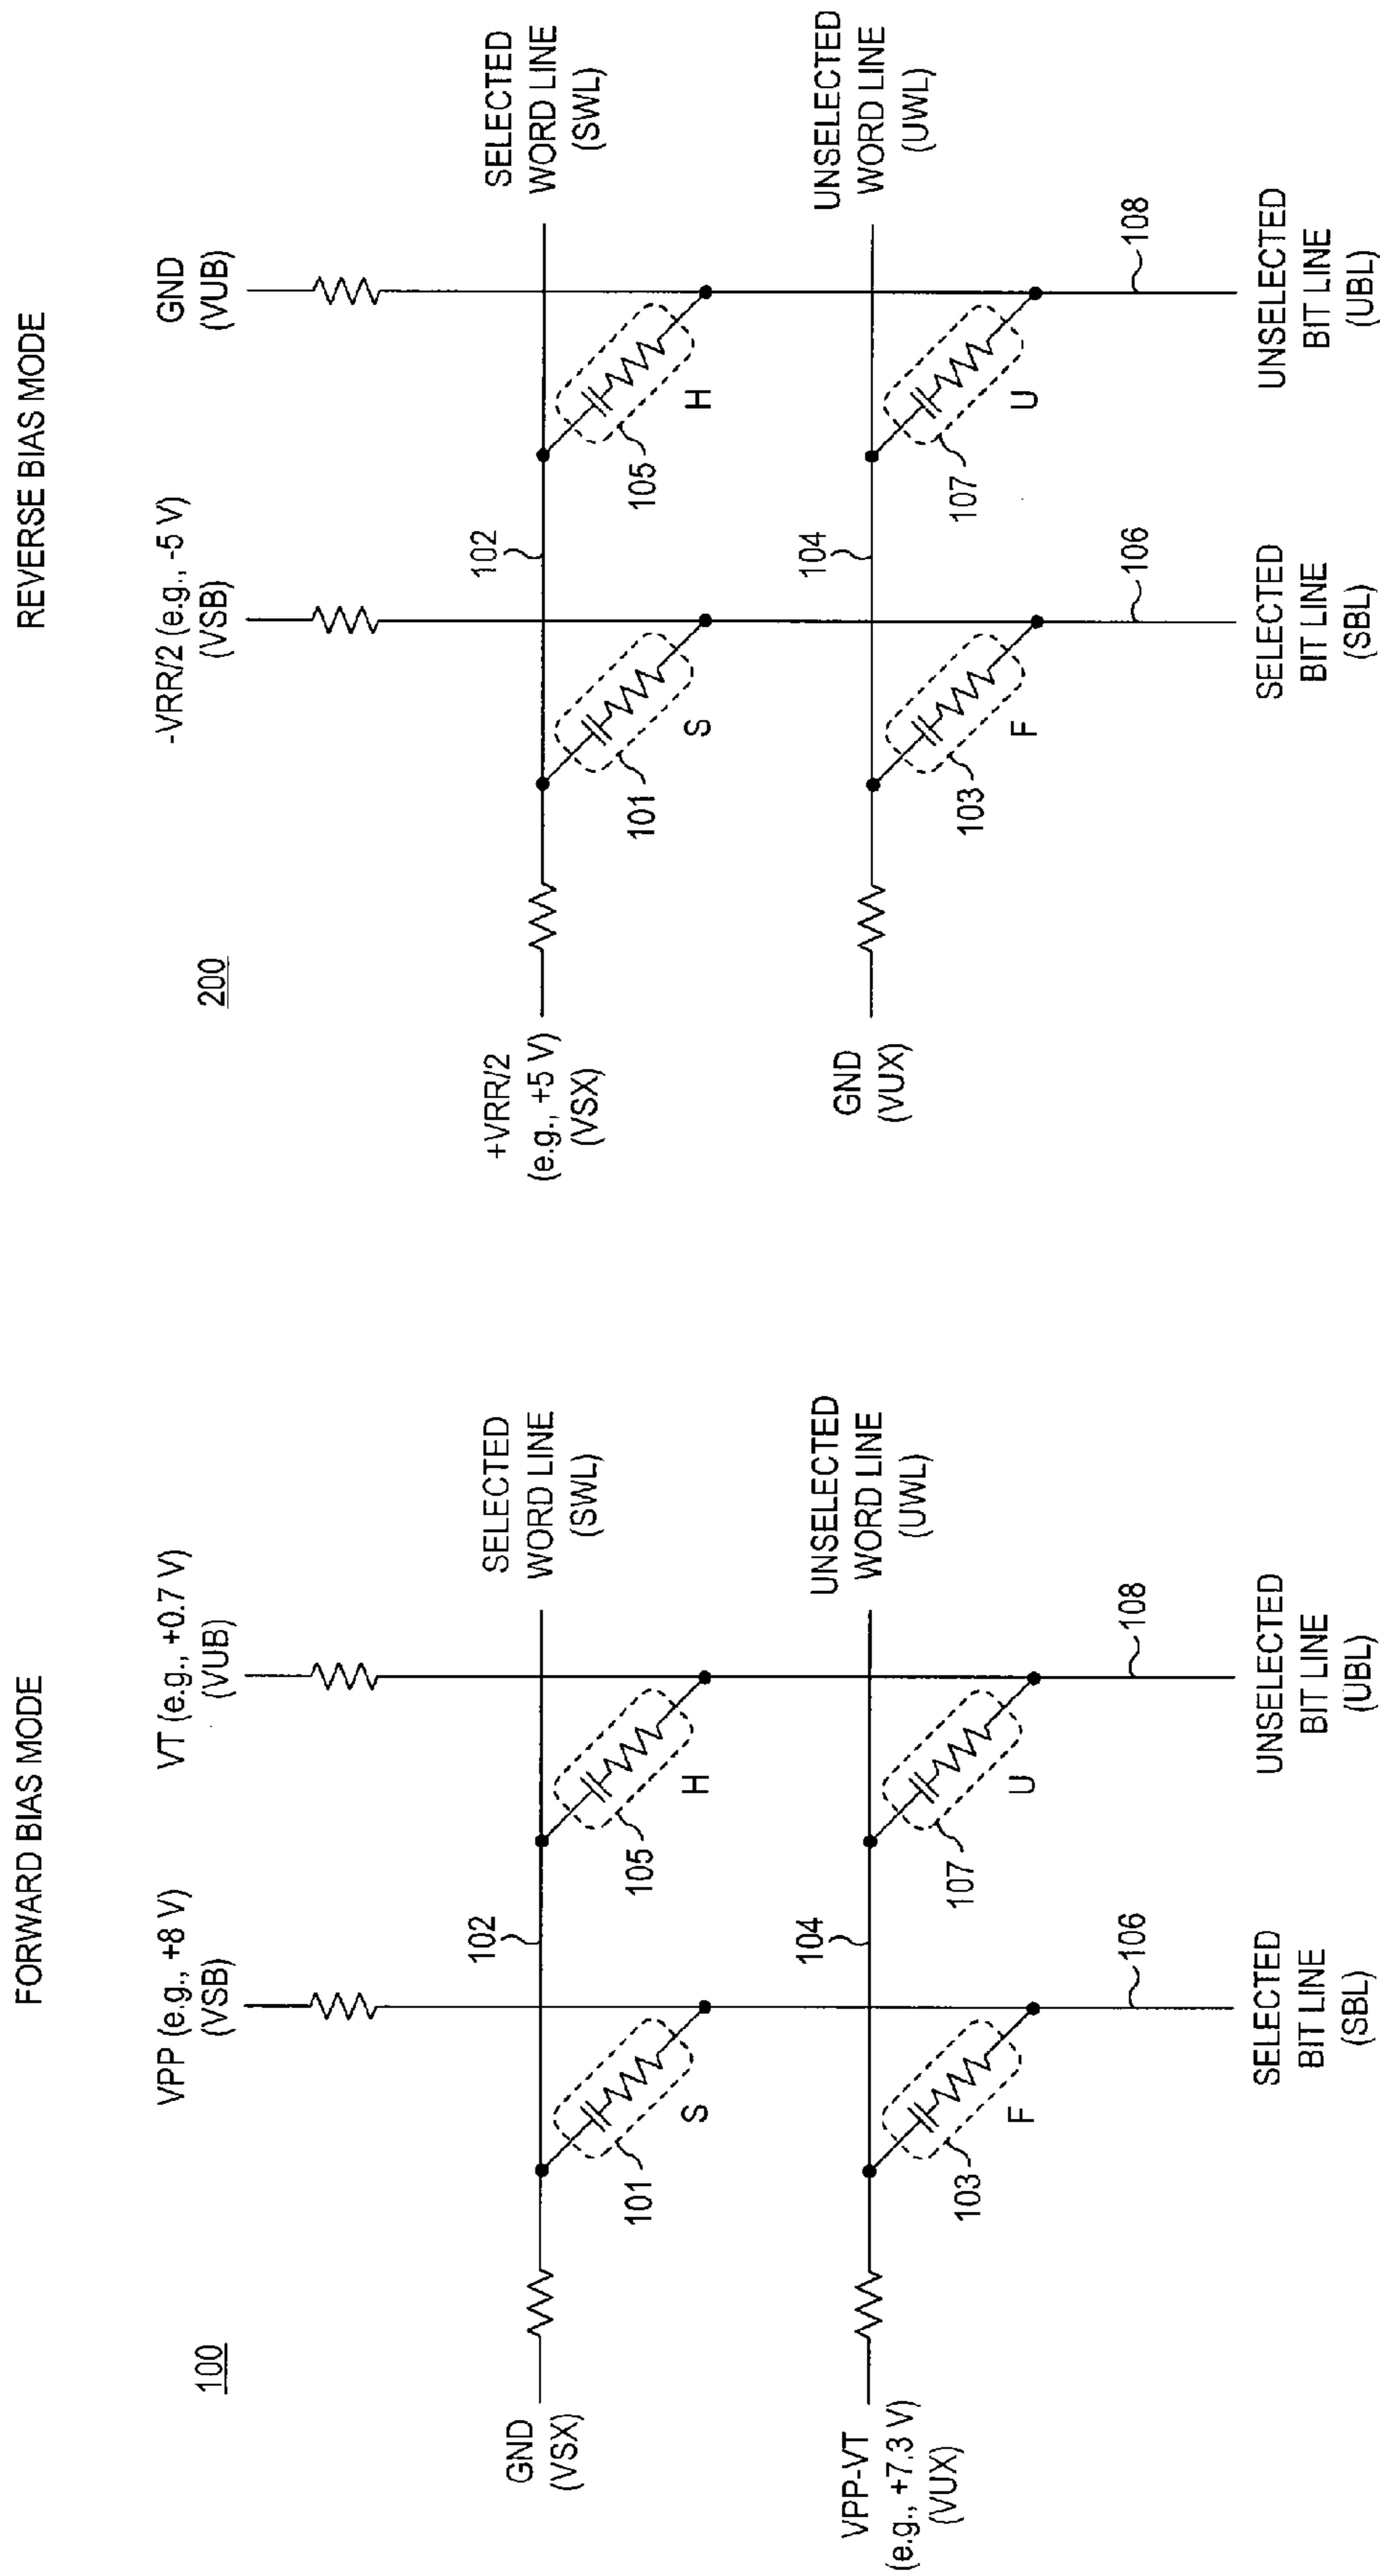 FORWARD BIAS MODE
100
VPP (e.g., +8 V)
(VSB)
VT (e.g., +0.7 V)
(VUB)
GND
(VSX)
102
SELECTED
WORD LINE
(SWL)
101
S
105
H
VPP-VT
(e.g., +7.3 V)
(VUX)
104
UNSELECTED
WORD LINE
(UWL)
103
F
107
U
106
108
SELECTED
BIT LINE
(SBL)
UNSELECTED
BIT LINE
(UBL)
REVERSE BIAS MODE
200
-VRR/2 (e.g., -5 V)
(VSB)
GND
(VUB)
+VRR/2
(e.g., +5 V)
(VSX)
102
SELECTED
WORD LINE
(SWL)
101
S
105
H
GND
(VUX)
104
UNSELECTED
WORD LINE
(UWL)
103
F
107
U
106
108
SELECTED
BIT LINE
(SBL)
UNSELECTED
BIT LINE
(UBL)